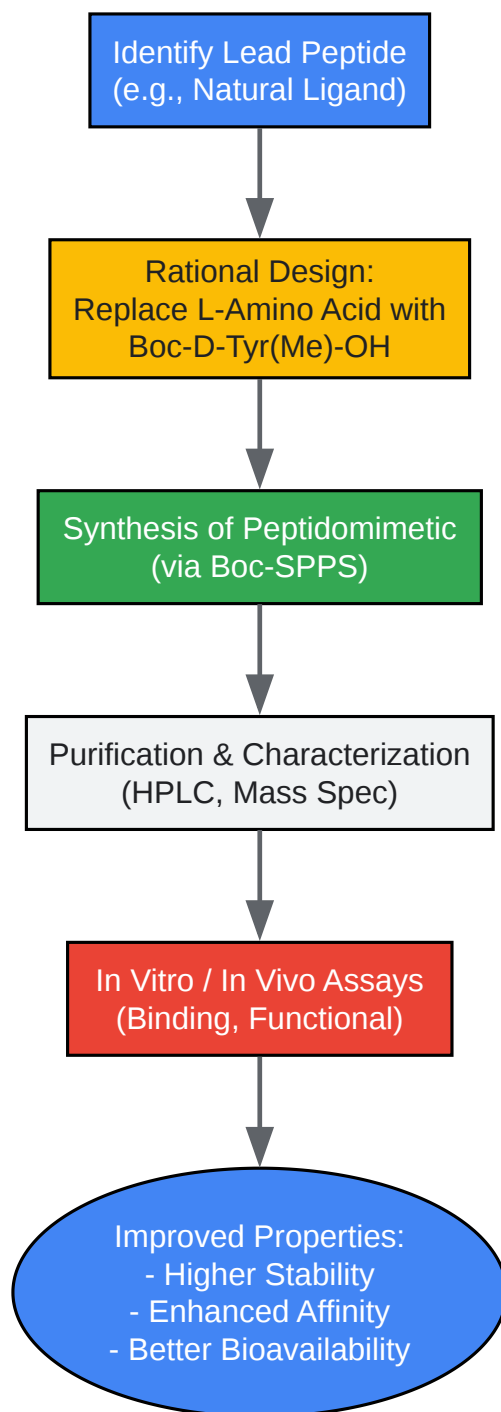 Identify Lead Peptide
(e.g., Natural Ligand)
Rational Design:
Replace L-Amino Acid with
Boc-D-Tyr(Me)-OH
Synthesis of Peptidomimetic
(via Boc-SPPS)
Purification & Characterization
(HPLC, Mass Spec)
In Vitro / In Vivo Assays
(Binding, Functional)
Improved Properties:
- Higher Stability
- Enhanced Affinity
- Better Bioavailability